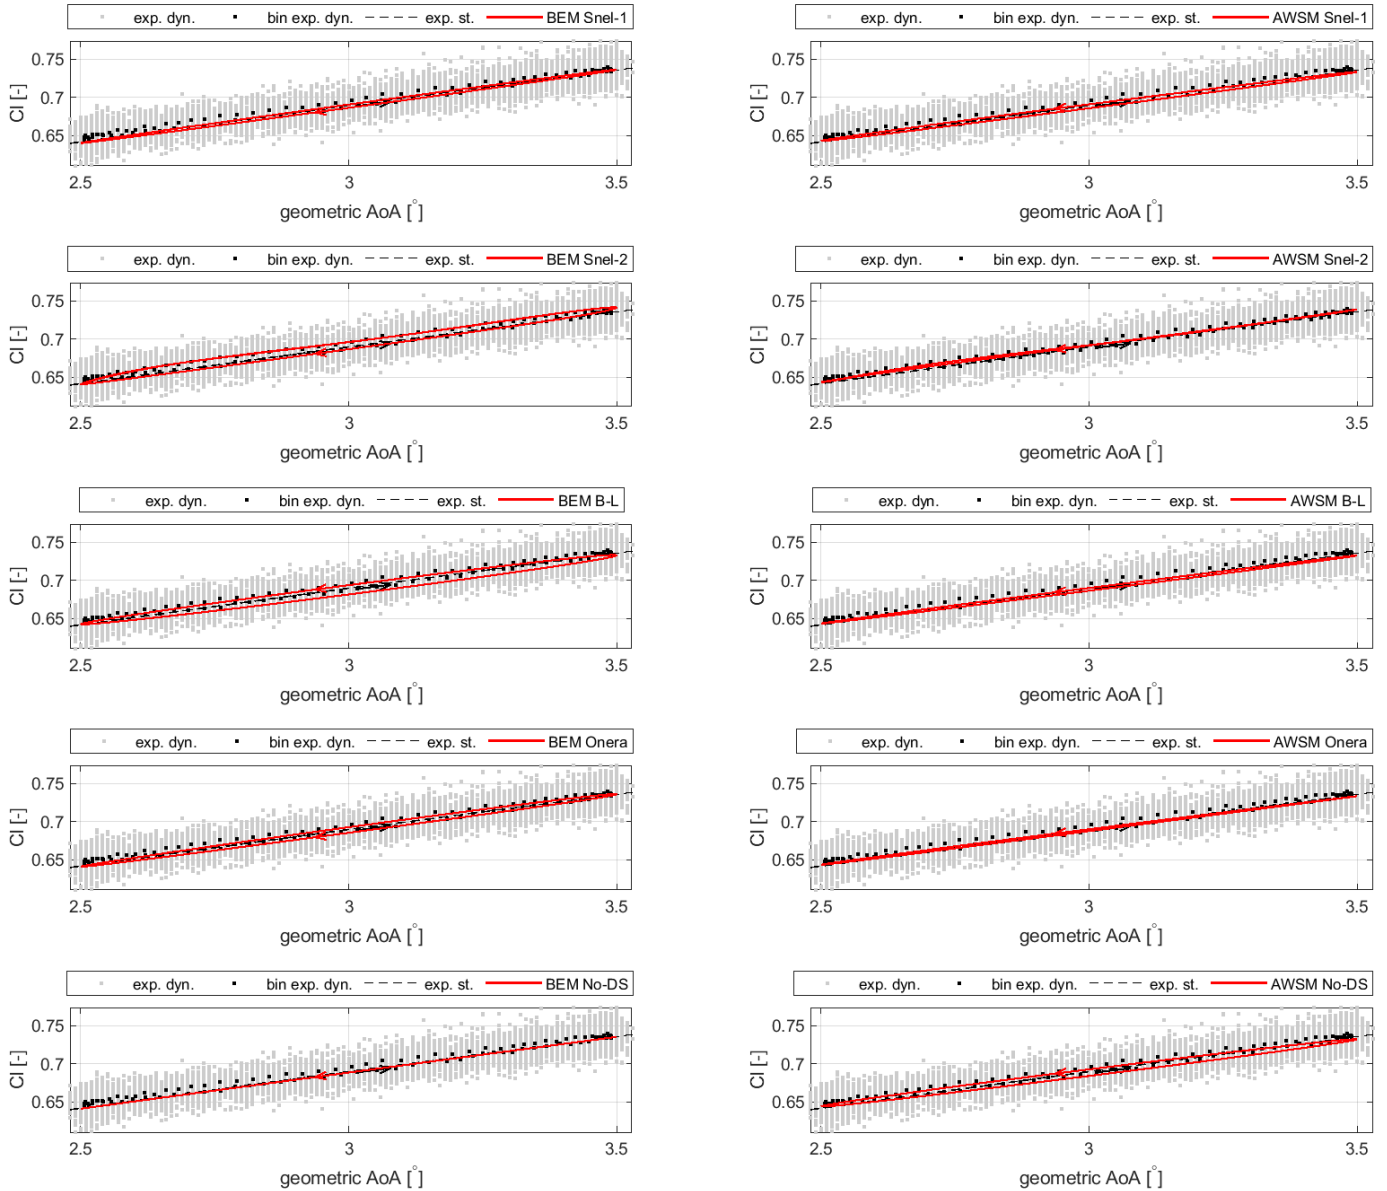 exp. dyn. bin exp. dyn. exp. st. BEM Snel-1
Cl [-]
0.75
0.7
0.65
2.5 3 3.5
geometric AoA [°]
exp. dyn. bin exp. dyn. exp. st. AWSM Snel-1
Cl [-]
0.75
0.7
0.65
2.5 3 3.5
geometric AoA [°]
exp. dyn. bin exp. dyn. exp. st. BEM Snel-2
Cl [-]
0.75
0.7
0.65
2.5 3 3.5
geometric AoA [°]
exp. dyn. bin exp. dyn. exp. st. AWSM Snel-2
Cl [-]
0.75
0.7
0.65
2.5 3 3.5
geometric AoA [°]
exp. dyn. bin exp. dyn. exp. st. BEM B-L
Cl [-]
0.75
0.7
0.65
2.5 3 3.5
geometric AoA [°]
exp. dyn. bin exp. dyn. exp. st. AWSM B-L
Cl [-]
0.75
0.7
0.65
2.5 3 3.5
geometric AoA [°]
exp. dyn. bin exp. dyn. exp. st. BEM Onera
Cl [-]
0.75
0.7
0.65
2.5 3 3.5
geometric AoA [°]
exp. dyn. bin exp. dyn. exp. st. AWSM Onera
Cl [-]
0.75
0.7
0.65
2.5 3 3.5
geometric AoA [°]
exp. dyn. bin exp. dyn. exp. st. BEM No-DS
Cl [-]
0.75
0.7
0.65
2.5 3 3.5
geometric AoA [°]
exp. dyn. bin exp. dyn. exp. st. AWSM No-DS
Cl [-]
0.75
0.7
0.65
2.5 3 3.5
geometric AoA [°]